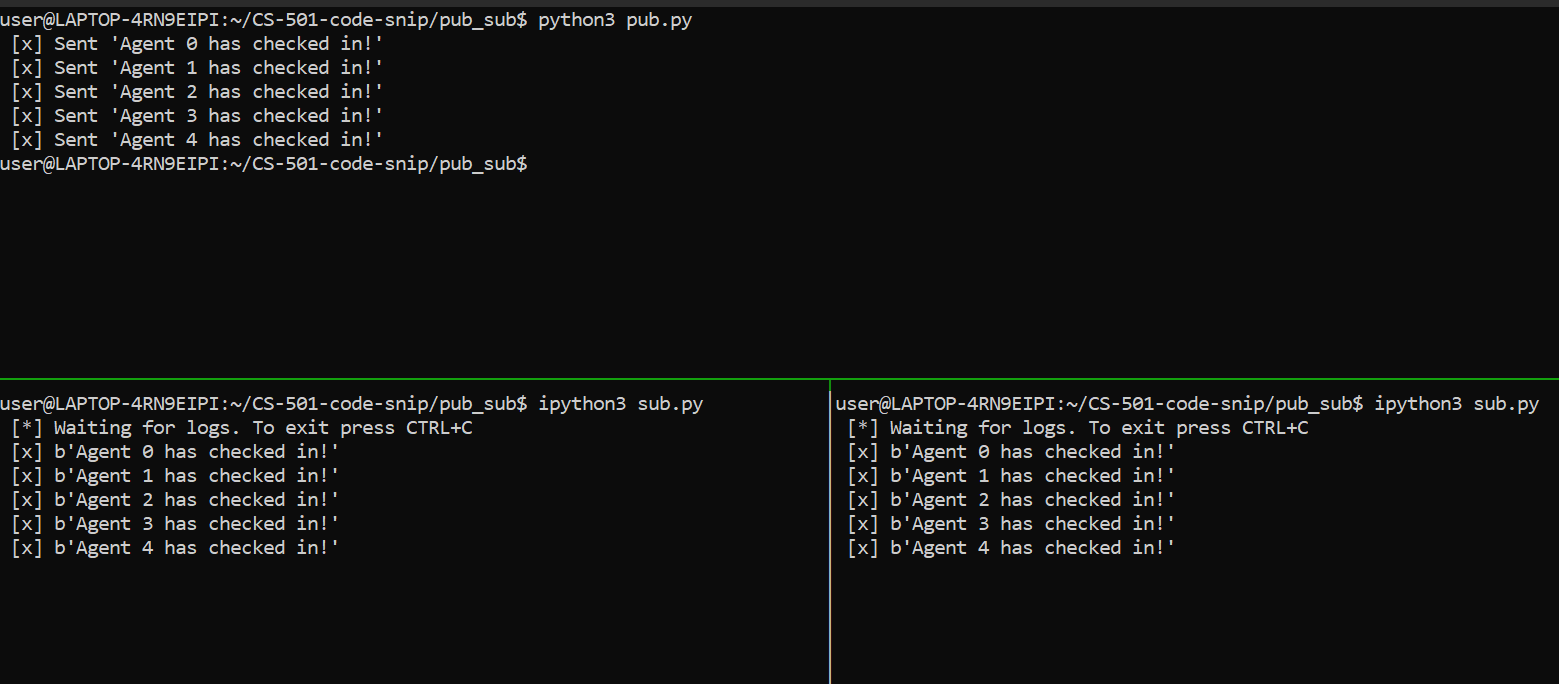 user@LAPTOP-4RN9EIPI:~/CS-501-code-snip/pub_sub$ python3 pub.py
[x] Sent 'Agent 0 has checked in!'
[x] Sent 'Agent 1 has checked in!'
[x] Sent 'Agent 2 has checked in!'
[x] Sent 'Agent 3 has checked in!'
[x] Sent 'Agent 4 has checked in!'
user@LAPTOP-4RN9EIPI:~/CS-501-code-snip/pub_sub$
user@LAPTOP-4RN9EIPI:~/CS-501-code-snip/pub_sub$ ipython3 sub.py
[*] Waiting for logs. To exit press CTRL+C
[x] b'Agent 0 has checked in!'
[x] b'Agent 1 has checked in!'
[x] b'Agent 2 has checked in!'
[x] b'Agent 3 has checked in!'
[x] b'Agent 4 has checked in!'
user@LAPTOP-4RN9EIPI:~/CS-501-code-snip/pub_sub$ ipython3 sub.py
[*] Waiting for logs. To exit press CTRL+C
[x] b'Agent 0 has checked in!'
[x] b'Agent 1 has checked in!'
[x] b'Agent 2 has checked in!'
[x] b'Agent 3 has checked in!'
[x] b'Agent 4 has checked in!'